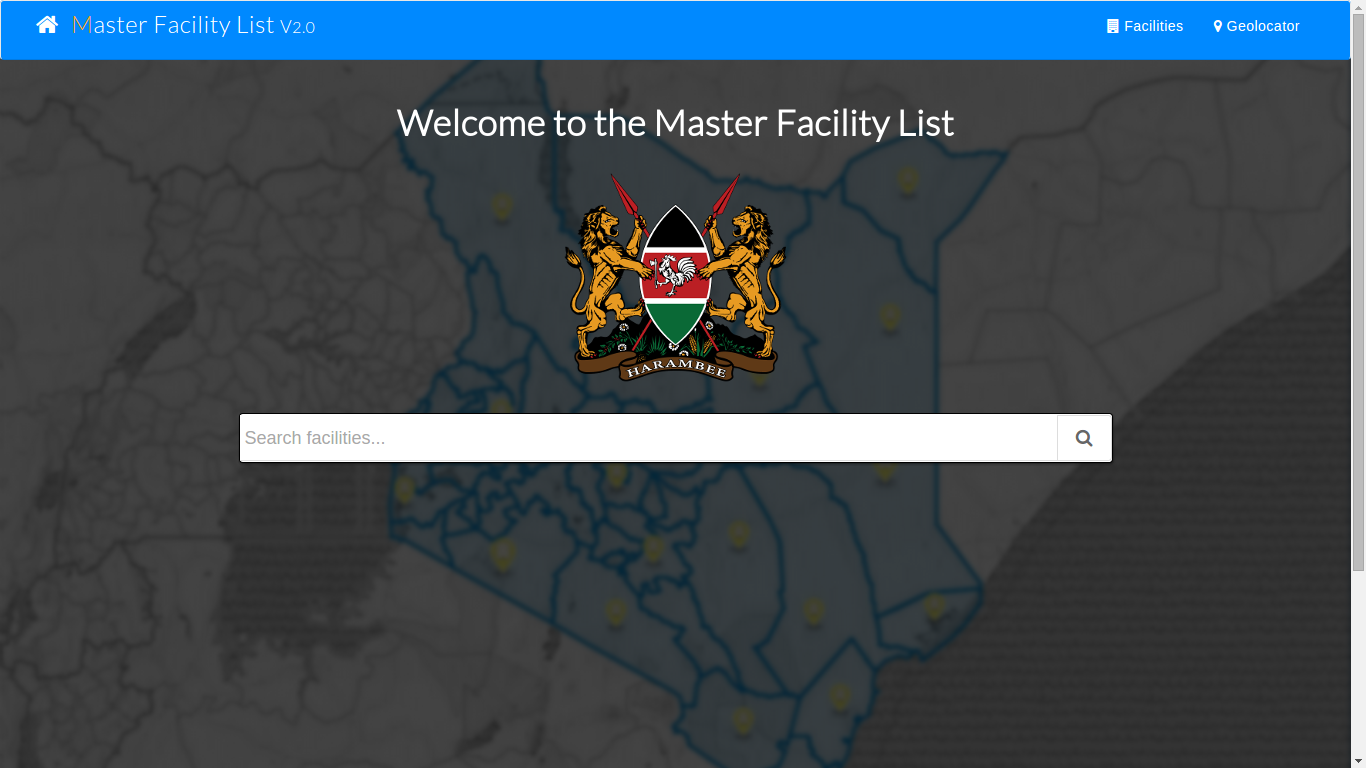 Master Facility List V2.0
Facilities
Geolocator
Welcome to the Master Facility List
HARAMBEE
Search facilities...